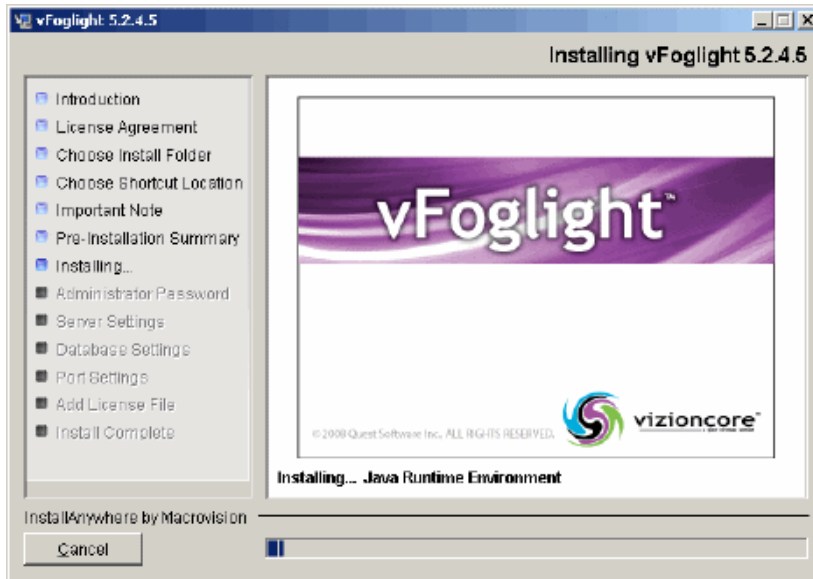 vFoglight 5.2.4.5
Installing vFoglight 5.2.4.5
Introduction
License Agreement
Choose Install Folder
Choose Shortcut Location
Important Note
Pre-Installation Summary
Installing...
Administrator Password
Server Settings
Database Settings
Port Settings
Add License File
Install Complete
vFoglight™
© 2008 Quest Software Inc. ALL RIGHTS RESERVED.
vizioncore
Installing... Java Runtime Environment
InstallAnywhere by Macrovision
Cancel